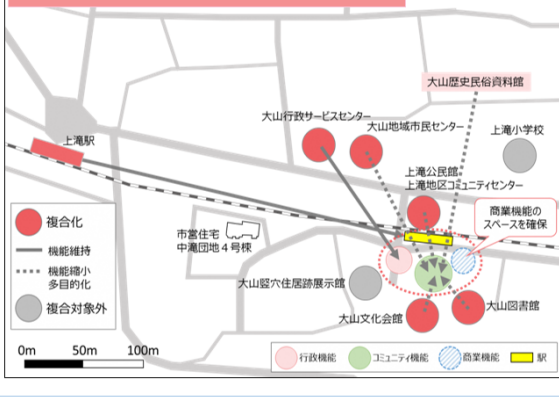 大山歴史民俗資料館
大山行政サービスセンター
大山地域市民センター
上滝駅
上滝小学校
上滝公民館
上滝地区コミュニティセンター
複合化
機能維持
機能縮小
多目的化
複合対象外
市営住宅
中滝団地4号棟
商業機能の
スペースを確保
大山竪穴住居跡展示館
大山文化会館
大山図書館
0m 50m 100m
行政機能 コミュニティ機能 商業機能 駅